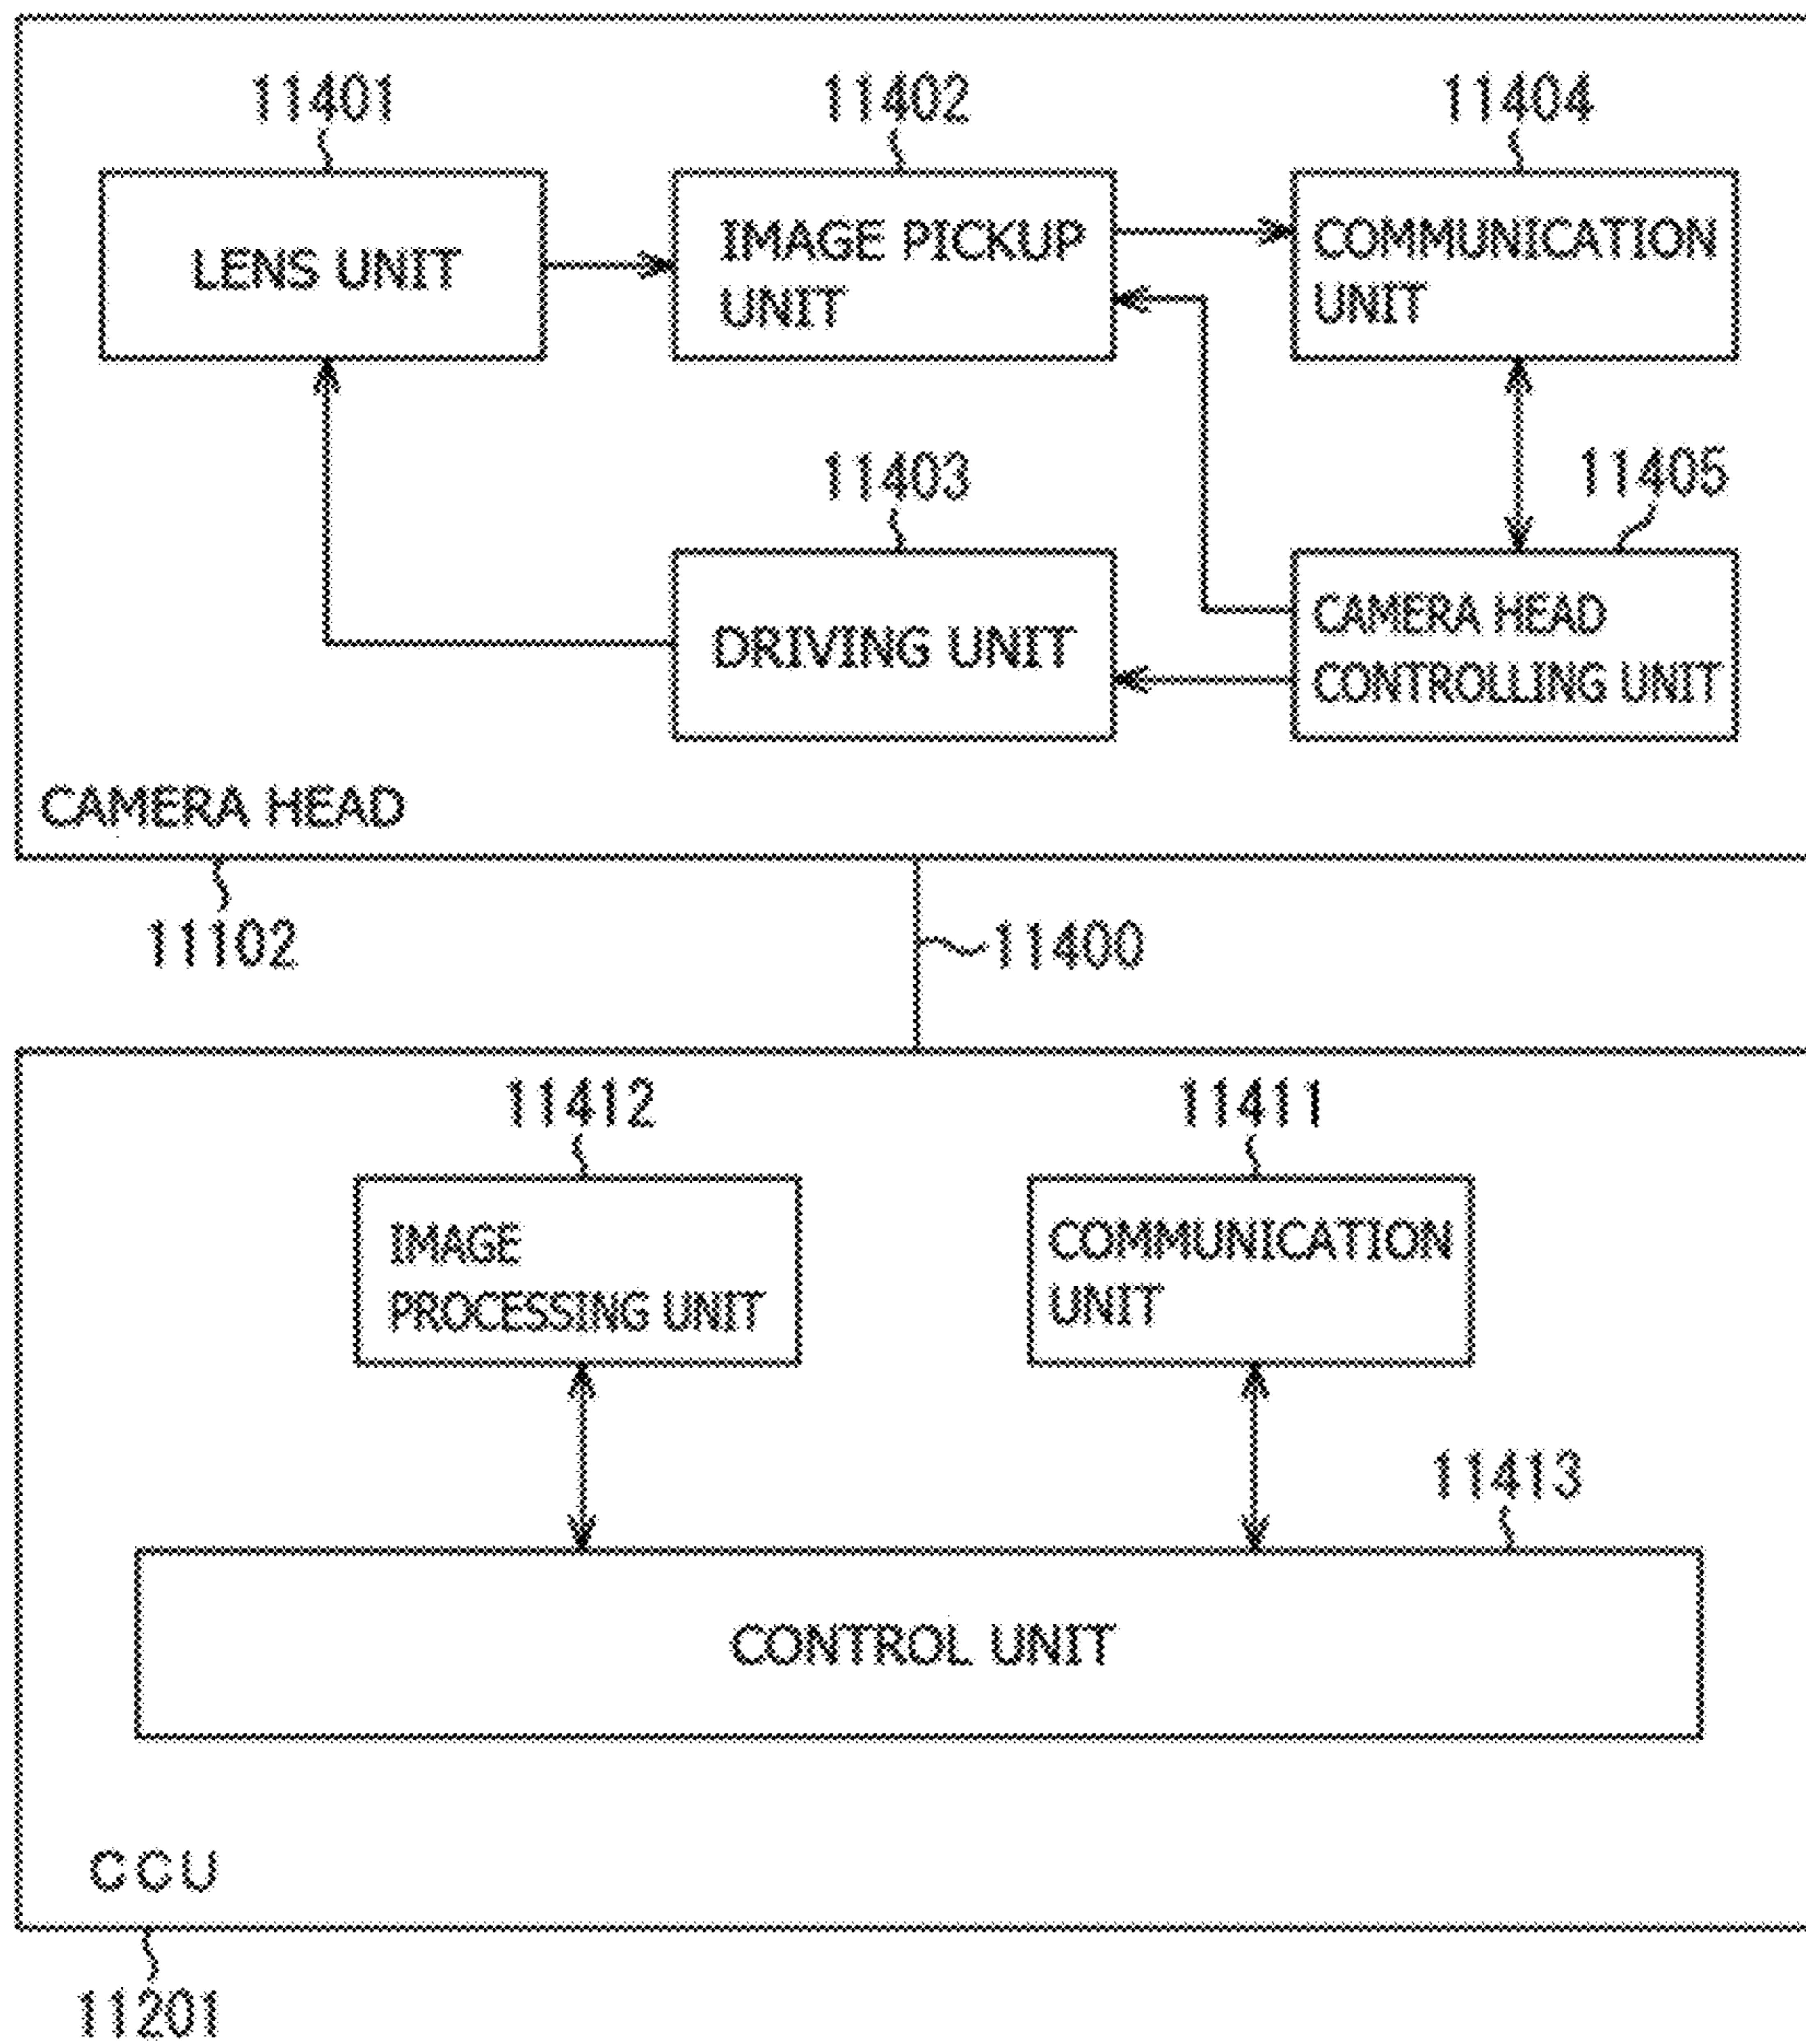 11401
11402
11404
LENS UNIT
IMAGE PICKUP
UNIT
COMMUNICATION
UNIT
11403
11405
DRIVING UNIT
CAMERA HEAD
CONTROLLING UNIT
CAMERA HEAD
11102
11400
11412
11411
IMAGE
PROCESSING UNIT
COMMUNICATION
UNIT
11413
CONTROL UNIT
CCU
11201